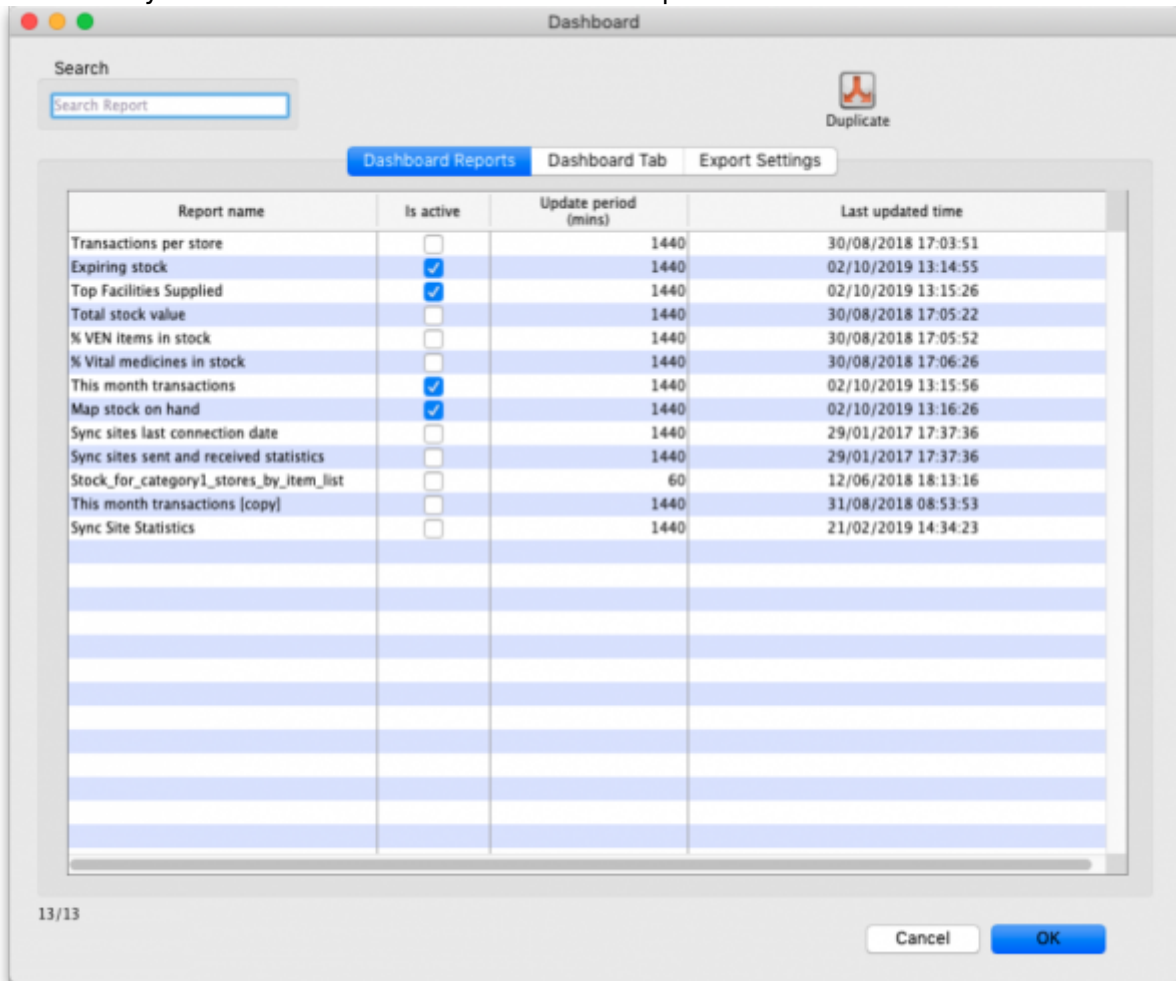 Dashboard
Search
Search Report
Duplicate
Dashboard Reports Dashboard Tab Export Settings
Report name Is active Update period (mins) Last updated time
Transactions per store 1440 30/08/2018 17:03:51
Expiring stock 1440 02/10/2019 13:14:55
Top Facilities Supplied 1440 02/10/2019 13:15:26
Total stock value 1440 30/08/2018 17:05:22
% VEN items in stock 1440 30/08/2018 17:05:52
% Vital medicines in stock 1440 30/08/2018 17:06:26
This month transactions 1440 02/10/2019 13:15:56
Map stock on hand 1440 02/10/2019 13:16:26
Sync sites last connection date 1440 29/01/2017 17:37:36
Sync sites sent and received statistics 1440 29/01/2017 17:37:36
Stock_for_category1_stores_by_item_list 60 12/06/2018 18:13:16
This month transactions [copy] 1440 31/08/2018 08:53:53
Sync Site Statistics 1440 21/02/2019 14:34:23
13/13
Cancel OK